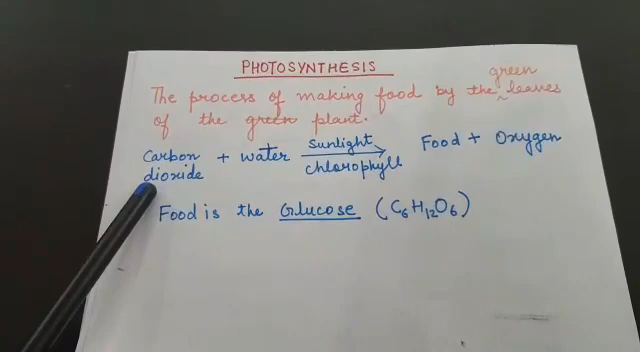 PHOTOSYNTHESIS
The process of making food by the green leaves
of the green plant.
Carbon dioxide + water sunlight chlorophyll → Food + Oxygen
Food is the Glucose (C₆H₁₂O₆)